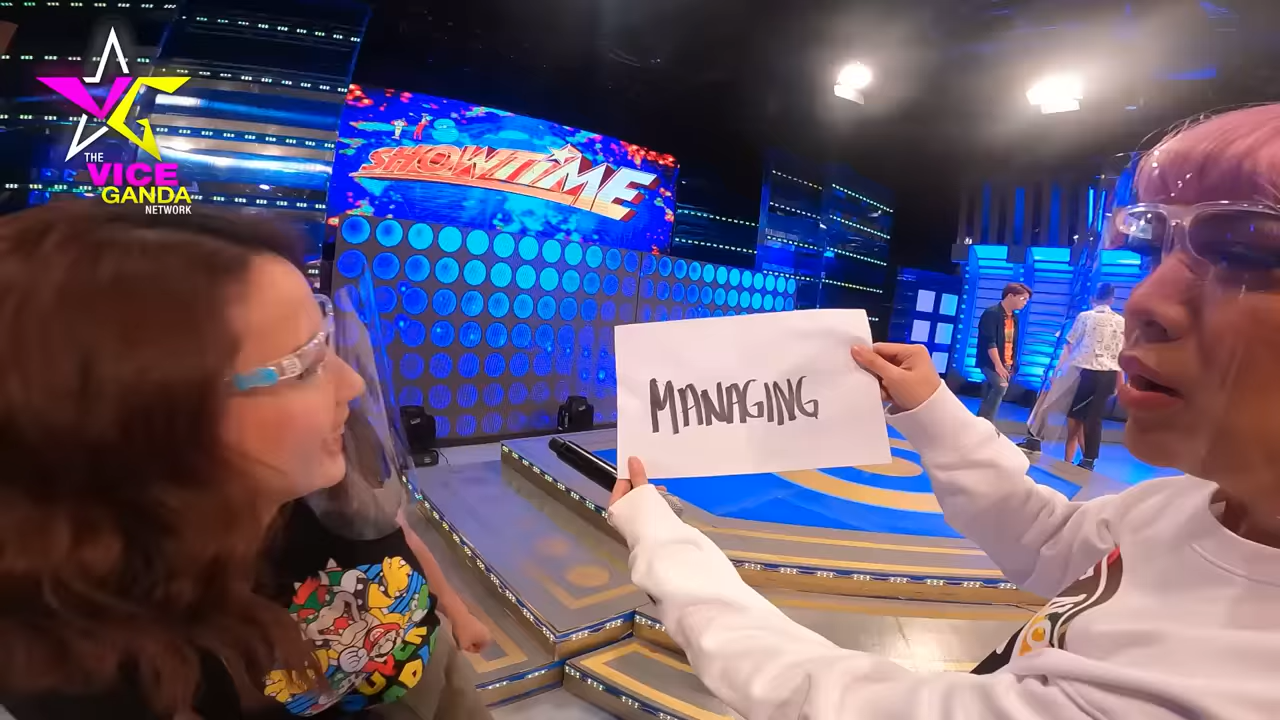 THE
VICE
GANDA
NETWORK
SHOWTIME
MANAGING